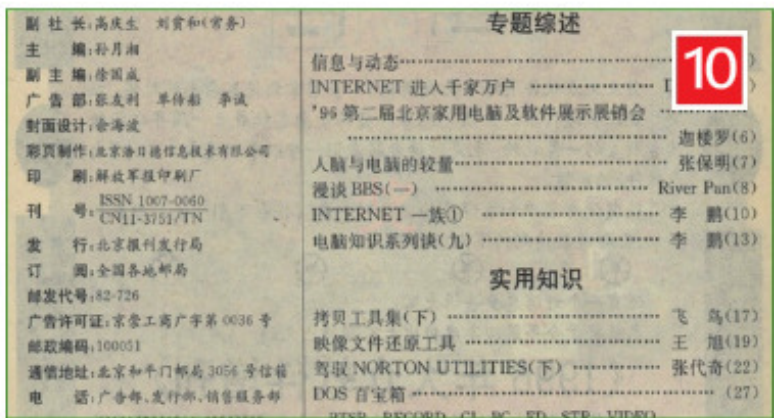 副 社 长:高庆生 刘贵和(常务)
主 编:孙月湘
副 主 编:徐国成
广 告 部:张友利 单传船 李诚
封面设计:余海波
彩页制作:北京浩日德信息技术有限公司
印 刷:解放军报印刷厂
刊 号:ISSN 1007-0060
CN11-3751/TN
发 行:北京报刊发行局
订 阅:全国各地邮局
邮发代号:82-726
广告许可证:京崇工商广字第 0036 号
邮政编码:100051
通信地址:北京和平门邮局 3056 号信箱
电 话:广告部、发行部、销售服务部
专题综述
10
信息与动态
INTERNET 进入千家万户
'96 第二届北京家用电脑及软件展示展销会
迦楼罗(6)
人脑与电脑的较量 张保明(7)
漫谈 BBS(一) River Pan(8)
INTERNET 一族① 李 鹏(10)
电脑知识系列谈(九) 李 鹏(13)
实用知识
拷贝工具集(下) 飞 鸟(17)
映像文件还原工具 王 旭(19)
驾驭 NORTON UTILITIES(下) 张代奇(22)
DOS 百宝箱 (27)